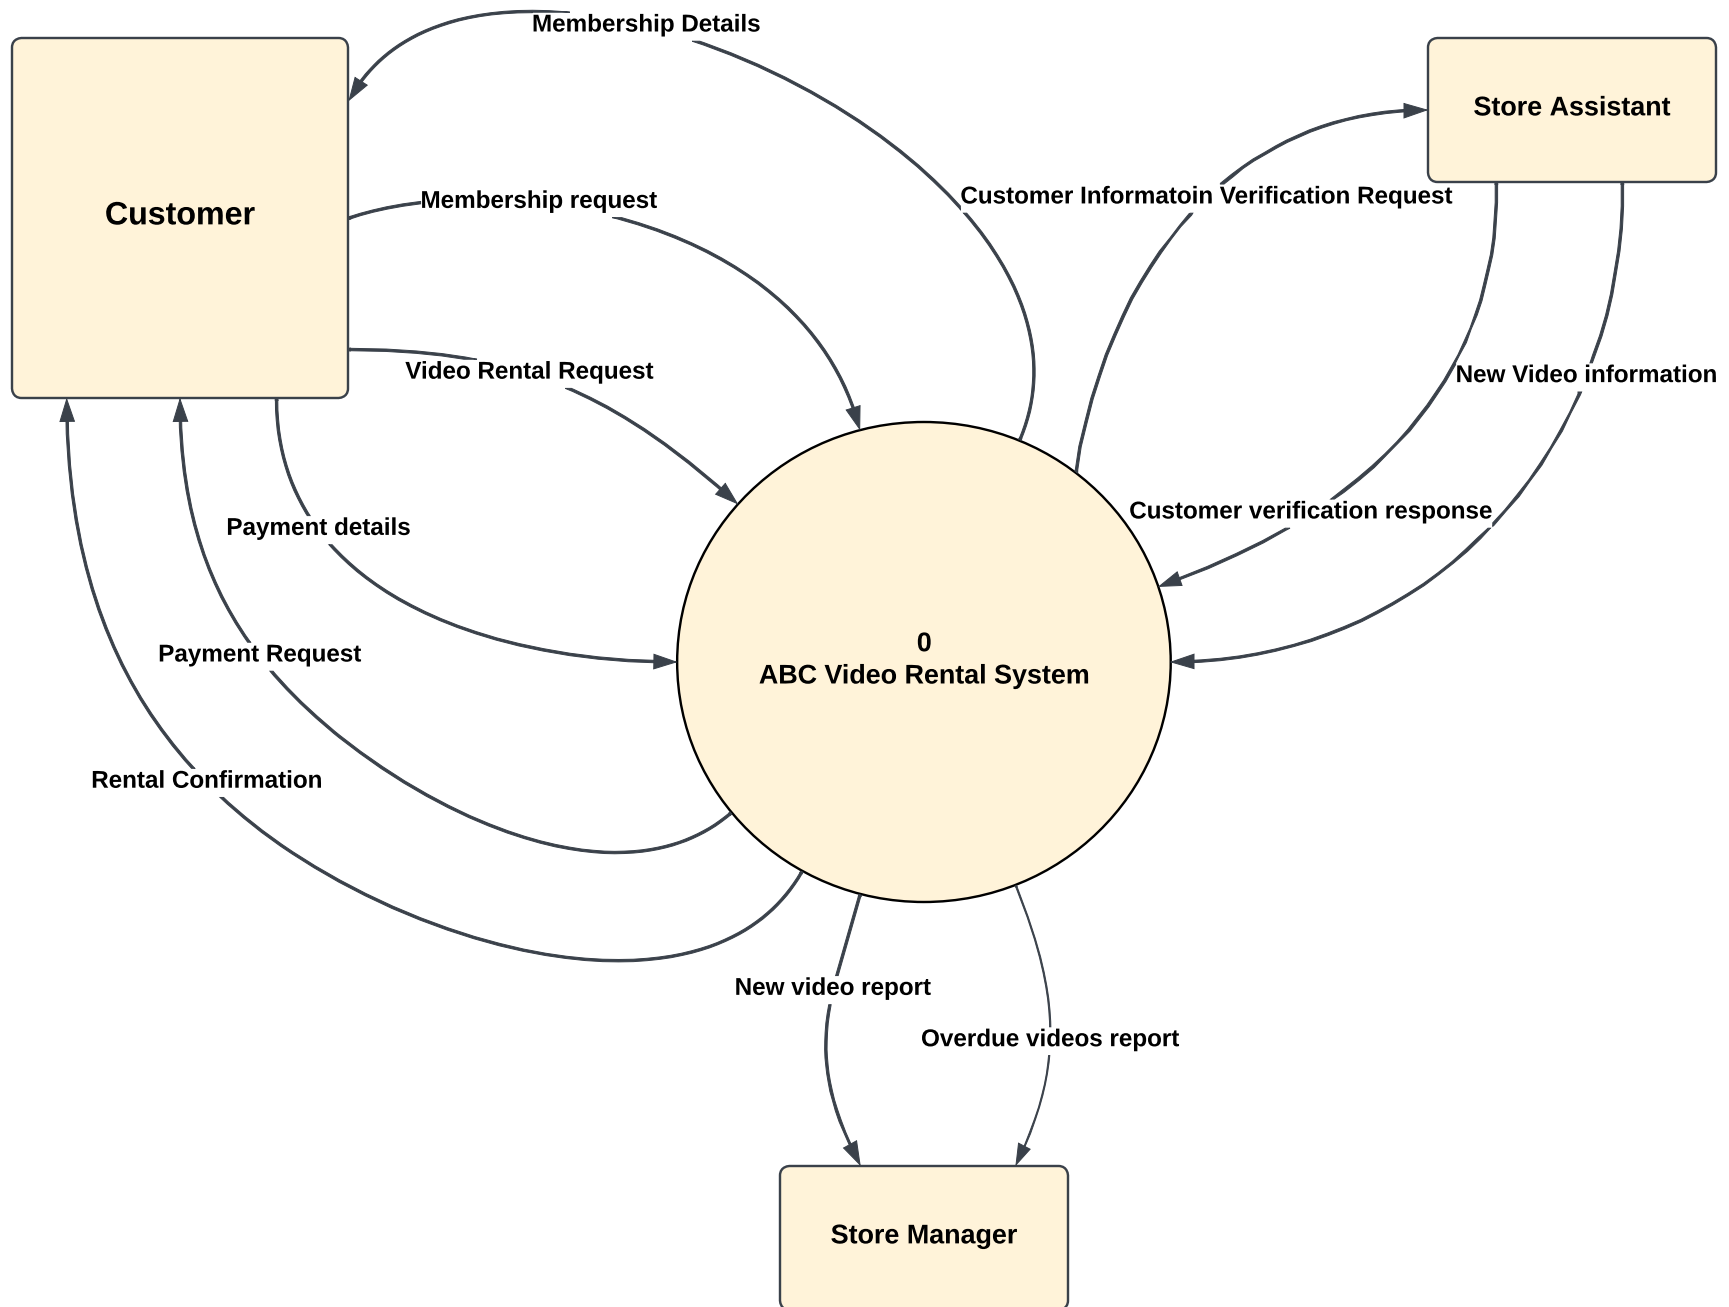 Membership Details
Store Assistant
Customer
Membership request
Customer Informatoin Verification Request
Video Rental Request
New Video information
Payment details
Customer verification response
0
ABC Video Rental System
Payment Request
Rental Confirmation
New video report
Overdue videos report
Store Manager